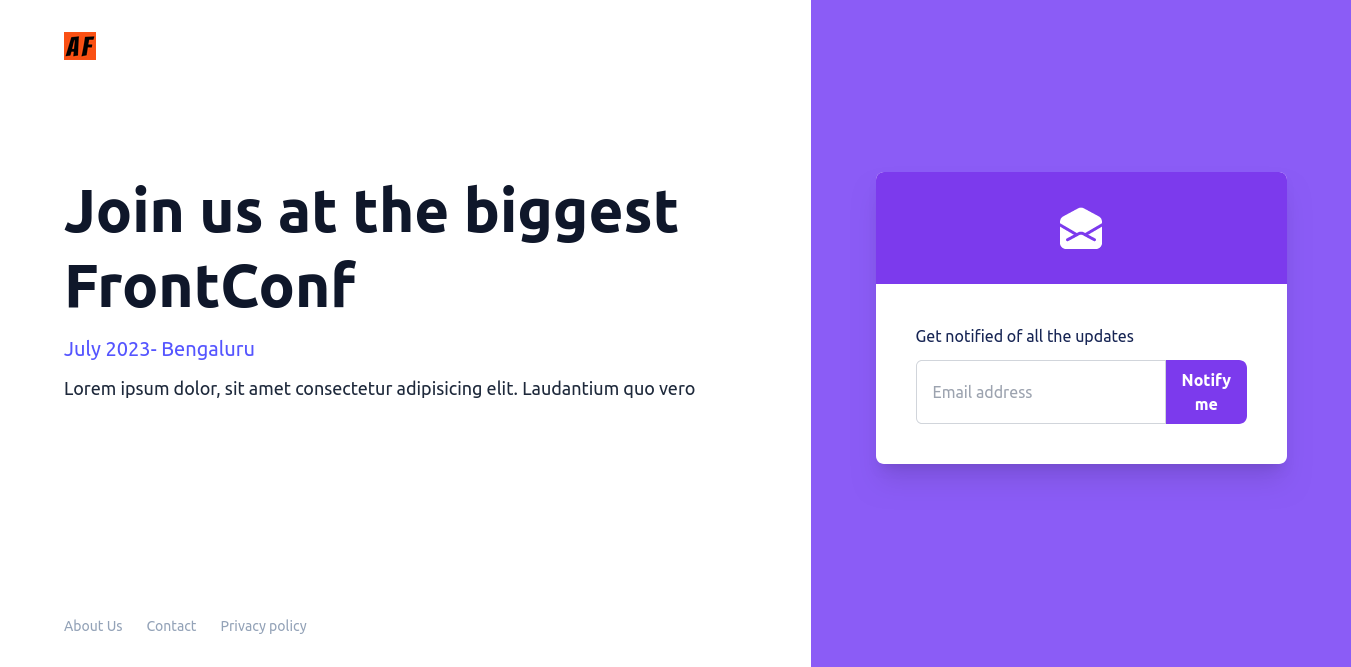 AF
Join us at the biggest
FrontConf
July 2023- Bengaluru
Lorem ipsum dolor, sit amet consectetur adipisicing elit. Laudantium quo vero
Get notified of all the updates
Email address
Notify
me
About Us
Contact
Privacy policy